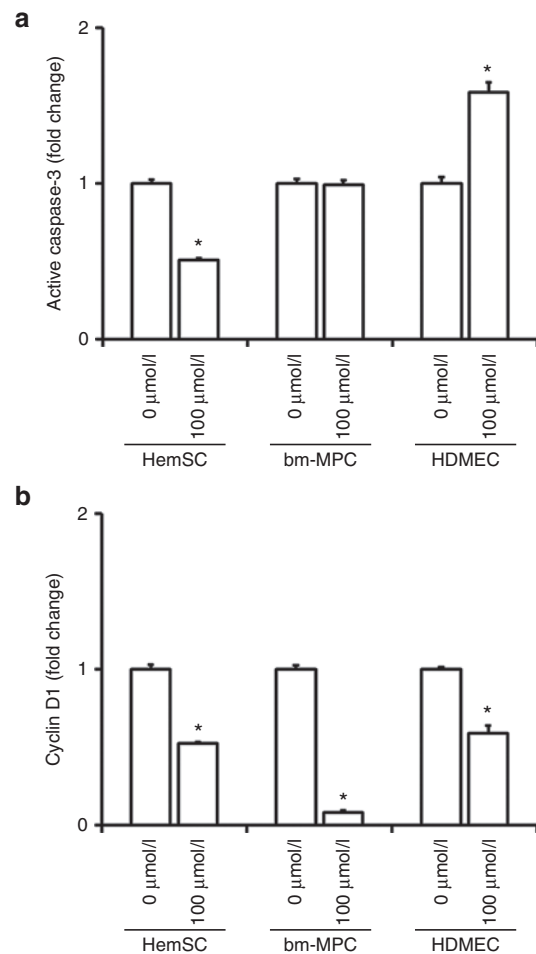 a
Active caspase-3 (fold change)
2
1
0
*
*
0 μmol/l
100 μmol/l
0 μmol/l
100 μmol/l
0 μmol/l
100 μmol/l
HemSC
bm-MPC
HDMEC
b
Cyclin D1 (fold change)
2
1
0
*
*
*
0 μmol/l
100 μmol/l
0 μmol/l
100 μmol/l
0 μmol/l
100 μmol/l
HemSC
bm-MPC
HDMEC